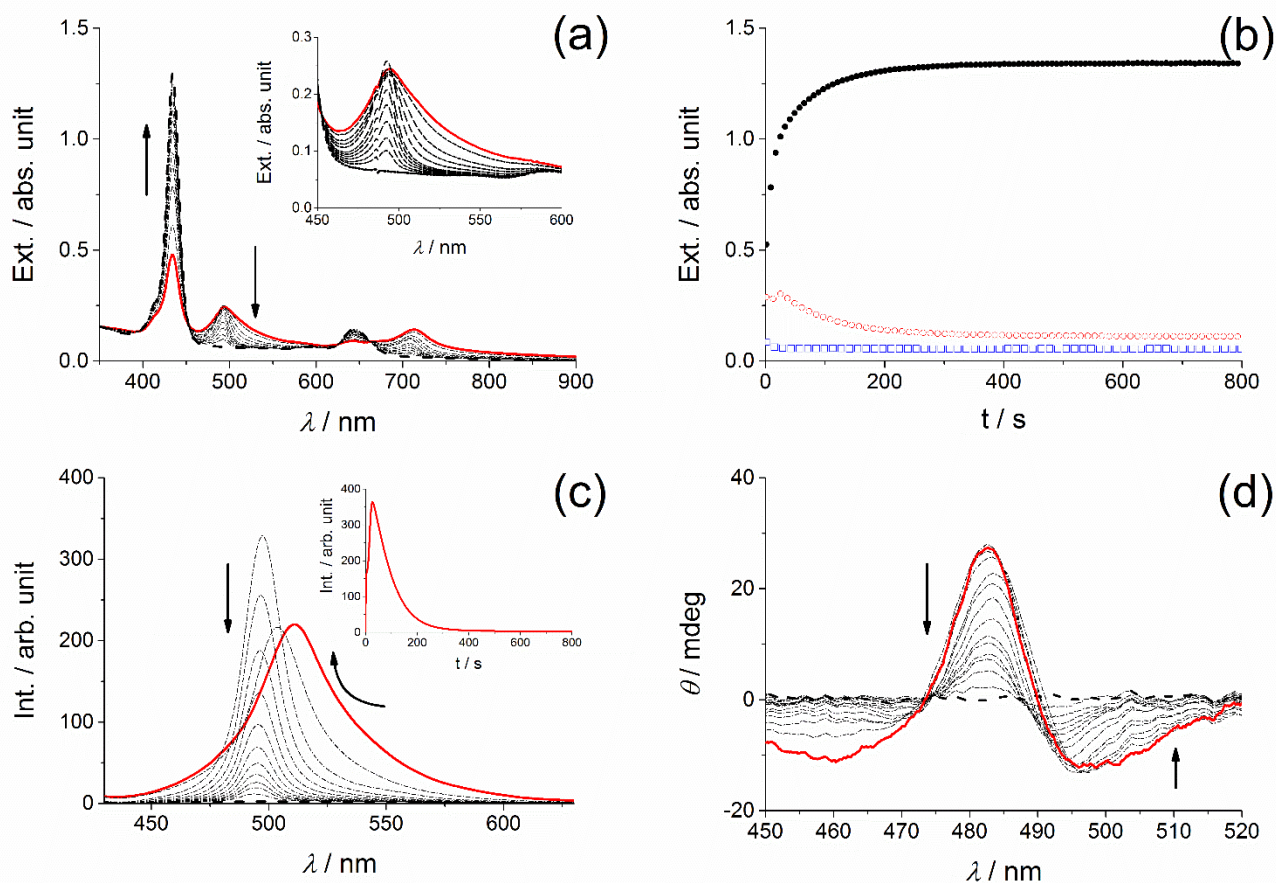 (a)
Ext. / abs. unit
1.5
1.0
0.5
0.0
400 500 600 700 800 900
λ / nm
Ext. / abs. unit
0.3
0.2
0.1
0.0
450 500 550 600
λ / nm
(b)
Ext. / abs. unit
1.5
1.0
0.5
0.0
0 200 400 600 800
t / s
(c)
Int. / arb. unit
400
300
200
100
0
450 500 550 600
λ / nm
Int. / arb. unit
400
350
300
250
200
150
100
50
0
0 200 400 600 800
t / s
(d)
θ / mdeg
40
20
0
-20
450 460 470 480 490 500 510 520
λ / nm